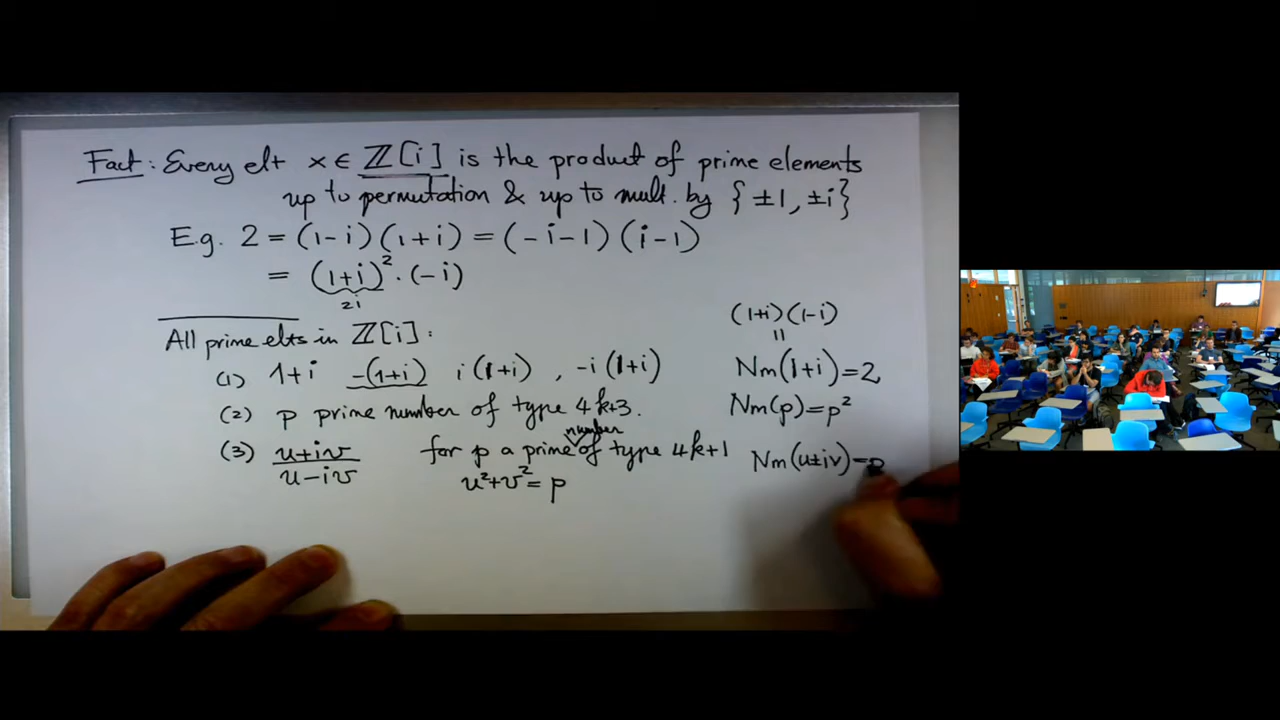 Fact: Every elt x ∈ ℤ[i] is the product of prime elements
up to permutation & up to mult. by {±1, ±i}
E.g. 2 = (1-i)(1+i) = (-i-1)(i-1)
= (1+i)²·(-i)
2i
All prime elts in ℤ[i]:
(1) 1+i -(1+i) i(1+i), -i(1+i)
(2) p prime number of type 4k+3.
(3) u+iv for p a prime number of type 4k+1
u-iv u²+v² = p
(1+i)(1-i)
=
Nm(1+i)=2
Nm(p)=p²
Nm(u±iv)=p